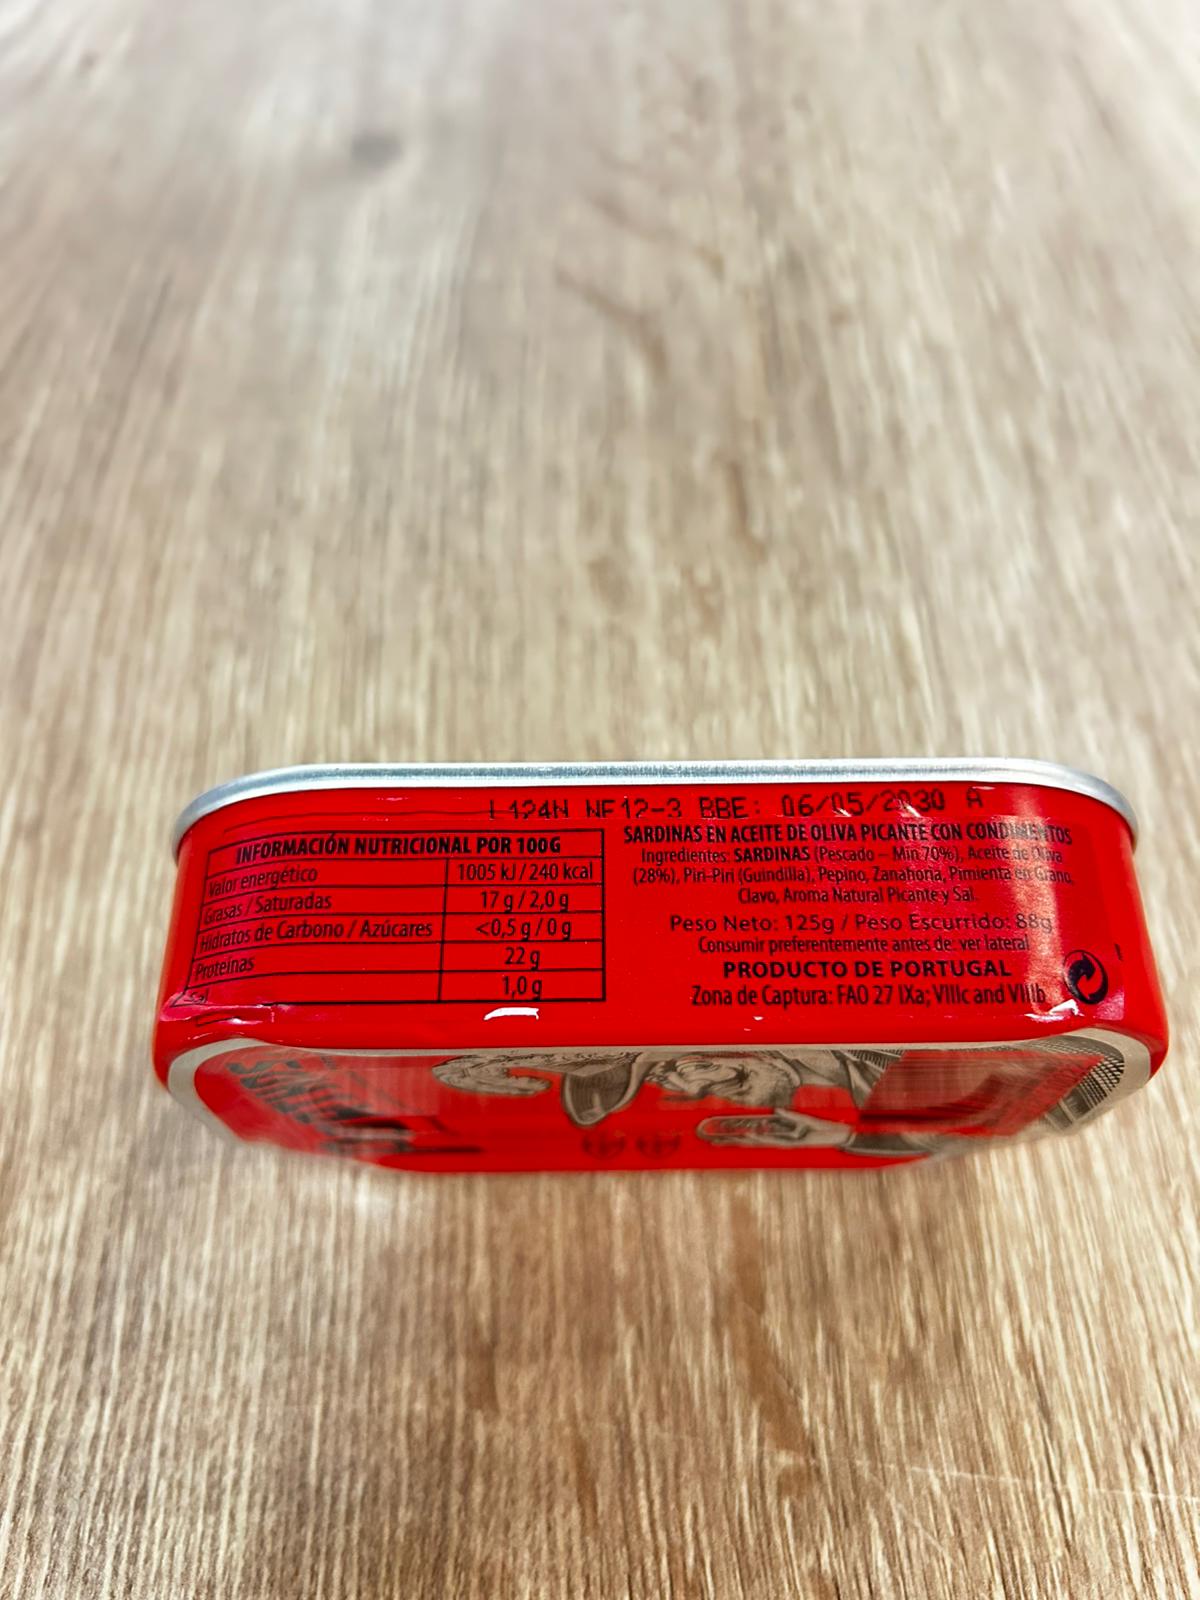 L124N NF12-3 BBE: 06/05/2030 A
INFORMACIÓN NUTRICIONAL POR 100G
Valor energético 1005 kJ / 240 kcal
Grasas / Saturadas 17 g / 2,0 g
Hidratos de Carbono / Azúcares <0,5 g / 0 g
Proteínas 22 g
Sal 1,0 g
SARDINAS EN ACEITE DE OLIVA PICANTE CON CONDIMENTOS
Ingredientes: SARDINAS (Pescado – Min 70%), Aceite de Oliva
(28%), Piri-Piri (Guindilla), Pepino, Zanahoria, Pimienta en Grano,
Clavo, Aroma Natural Picante y Sal.
Peso Neto: 125g / Peso Escurrido: 88g
Consumir preferentemente antes de: ver lateral
PRODUCTO DE PORTUGAL
Zona de Captura: FAO 27 IXa; VIIIc and VIIIb